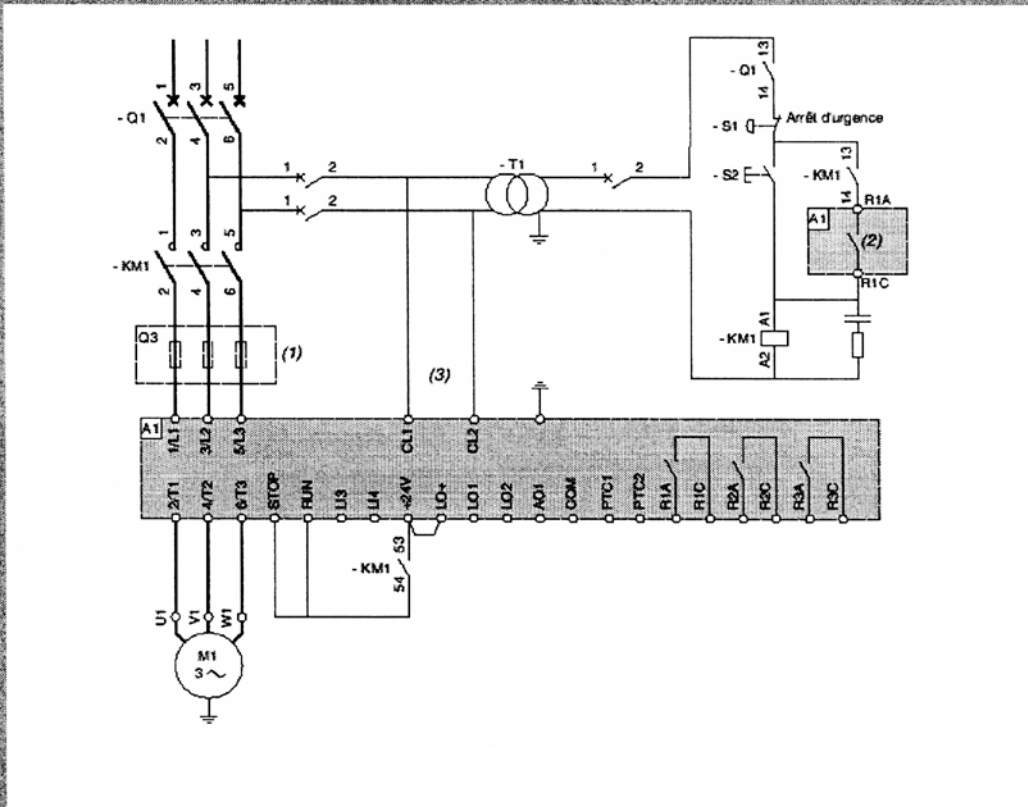 1 3 5
- Q1
2 4 6
1 2
1 2
- T1
1 2
13
- Q1
14
- S1 Arrêt d'urgence
- S2
13
- KM1
14
R1A
A1
(2)
R1C
1 3 5
- KM1
2 4 6
Q3
(1)
(3)
A1
- KM1
A2
A1
1/L1 3/L2 5/L3 CL1 CL2
2/T1 4/T2 6/T3 STOP RUN LI3 LI4 +24V LO+ LO1 LO2 AO1 COM PTC1 PTC2 R1A R1C R2A R2C R3A R3C
53
- KM1
54
U1 V1 W1
M1
3 ~